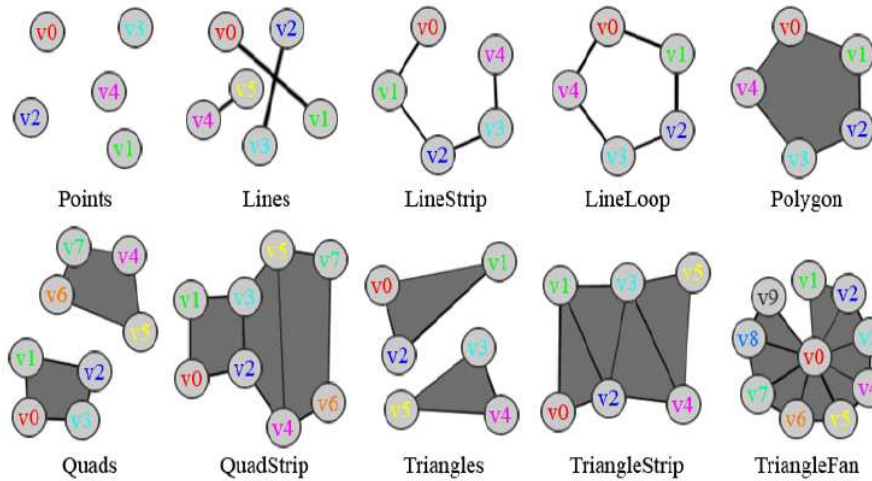 v0 v3 v4 v2 v1
Points
v0 v2 v5 v4 v1 v3
Lines
v0 v4 v1 v3 v2
LineStrip
v0 v1 v4 v2 v3
LineLoop
v0 v1 v4 v2 v3
Polygon
v7 v4 v6 v5 v1 v2 v0 v3
Quads
v5 v7 v1 v3 v2 v0 v6 v4
QuadStrip
v1 v0 v2 v3 v5 v4
Triangles
v5 v1 v3 v2 v4 v0
TriangleStrip
v1 v9 v2 v8 v0 v7 v4 v6 v5
TriangleFan